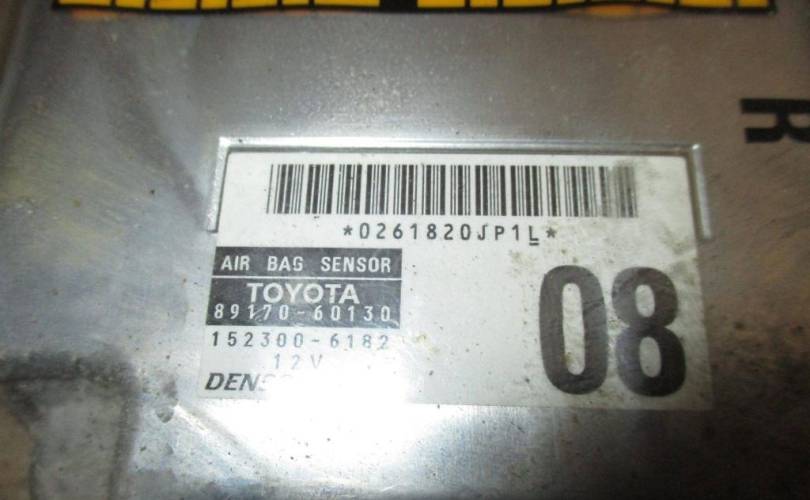 R
*0261820JP1L*
AIR BAG SENSOR
TOYOTA
89170-60130
152300-6182
12V
08